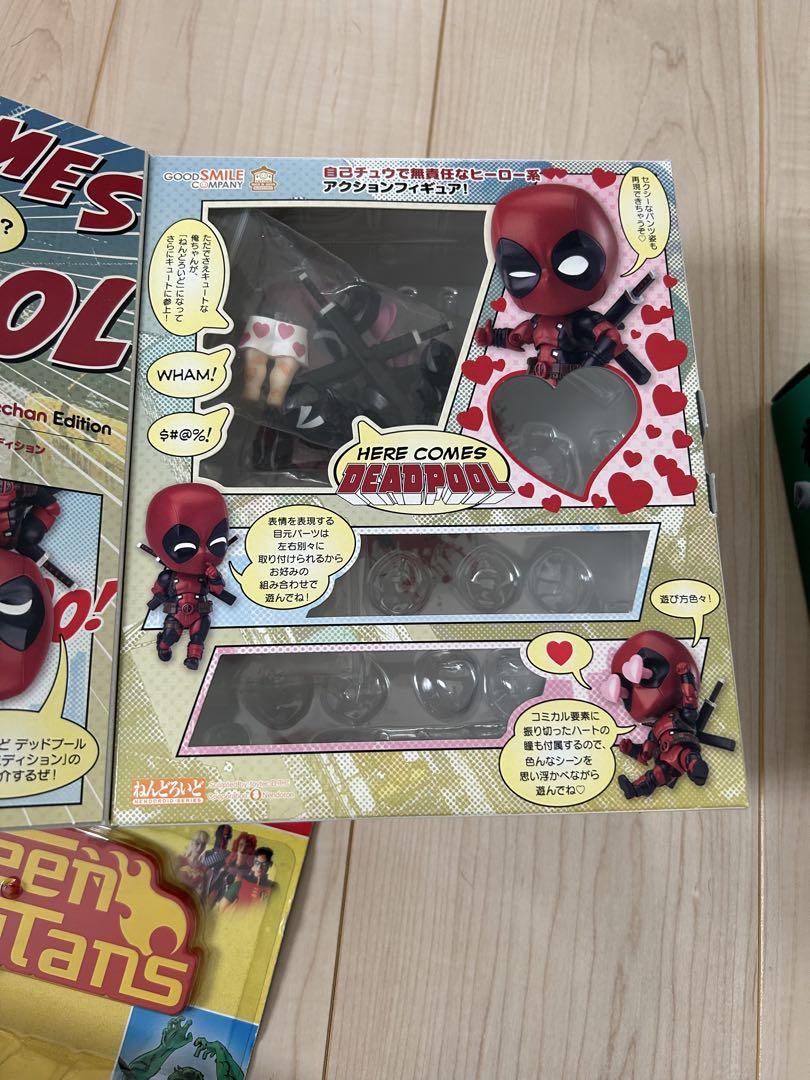 MES
?
OL
echan Edition
ィション
O!
ど デッドプール
ディション」の
介するぜ!
GOOD SMILE
COMPANY
自己チュウで無責任なヒーロー系
アクションフィギュア!
セクシーなパンツ姿も
再現できちゃうぞ♡
ただでさえキュートな
俺ちゃんが、
「ねんどろいど」になって
さらにキュートに参上!
WHAM!
$#@%!
HERE COMES
DEADPOOL
表情を表現する
目元パーツは
左右別々に
取り付けられるから
お好みの
組み合わせで
遊んでね!
遊び方色々!
コミカル要素に
振り切ったハートの
瞳も付属するので、
色んなシーンを
思い浮かべながら
遊んでね♡
ねんどろいど
NENDOROID SERIES
Nendoron
een
Tans